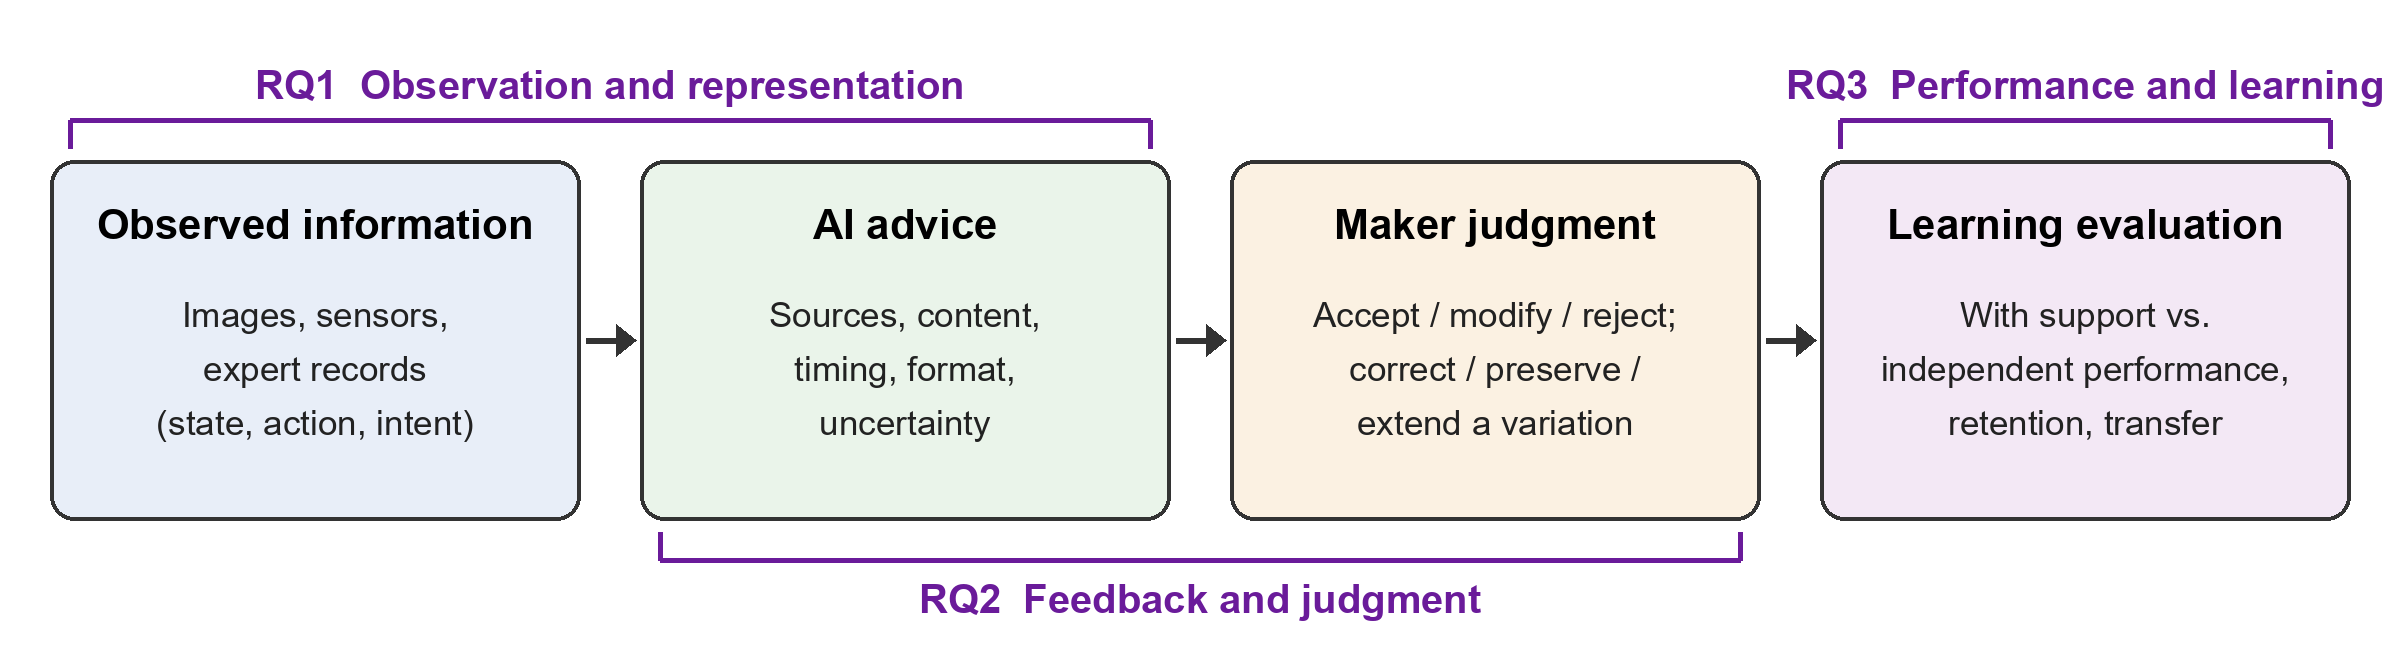 RQ1  Observation and representation
RQ3  Performance and learning
Observed information
Images, sensors,
expert records
(state, action, intent)
AI advice
Sources, content,
timing, format,
uncertainty
Maker judgment
Accept / modify / reject;
correct / preserve /
extend a variation
Learning evaluation
With support vs.
independent performance,
retention, transfer
RQ2  Feedback and judgment